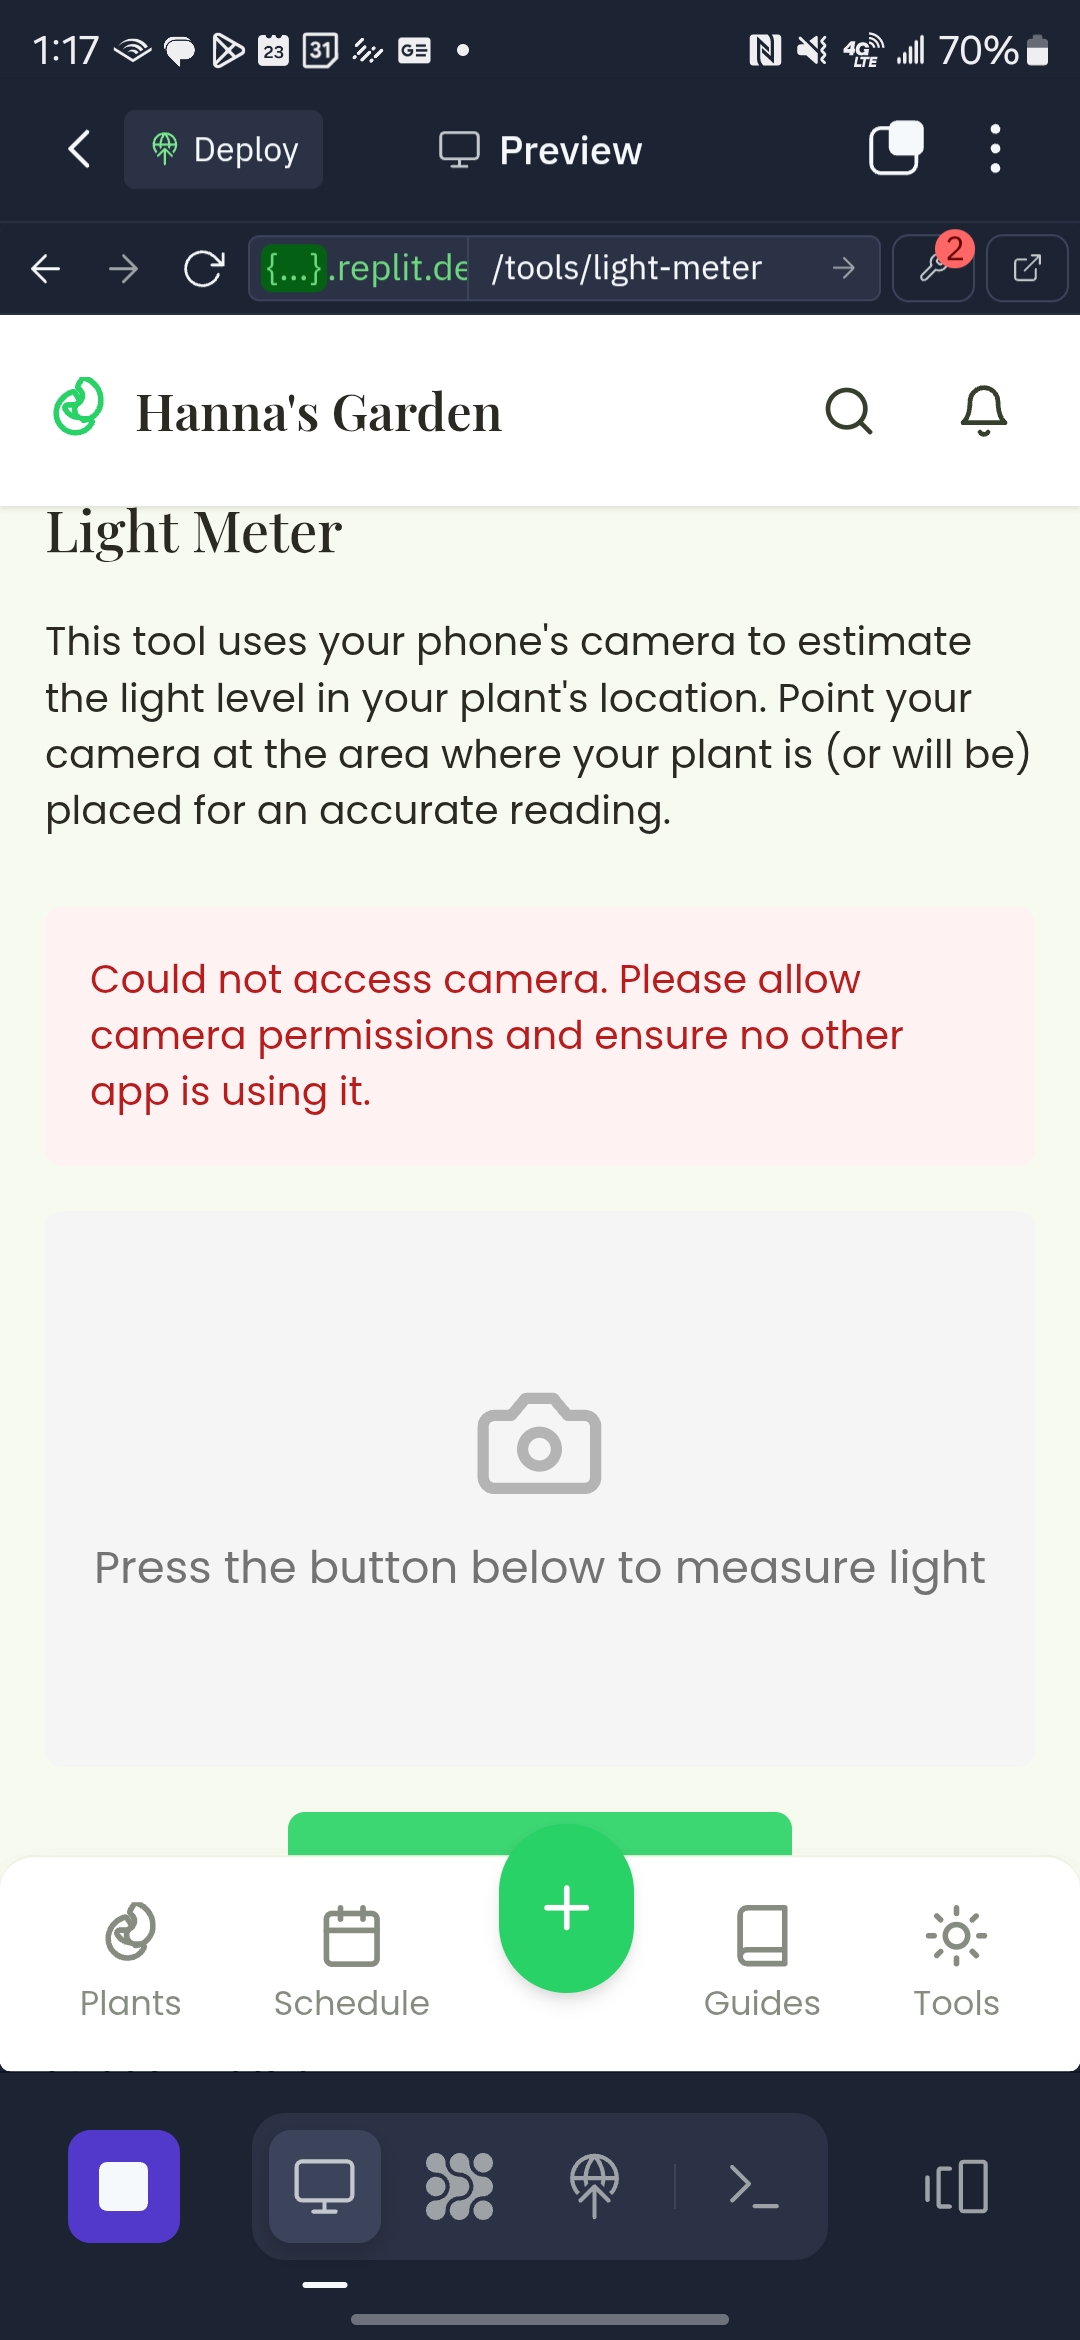 1:17
23
31
GE
4G
LTE
70%
Deploy
Preview
{...}.replit.de
/tools/light-meter
2
Hanna's Garden
Light Meter
This tool uses your phone's camera to estimate
the light level in your plant's location. Point your
camera at the area where your plant is (or will be)
placed for an accurate reading.
Could not access camera. Please allow
camera permissions and ensure no other
app is using it.
Press the button below to measure light
Plants
Schedule
Guides
Tools